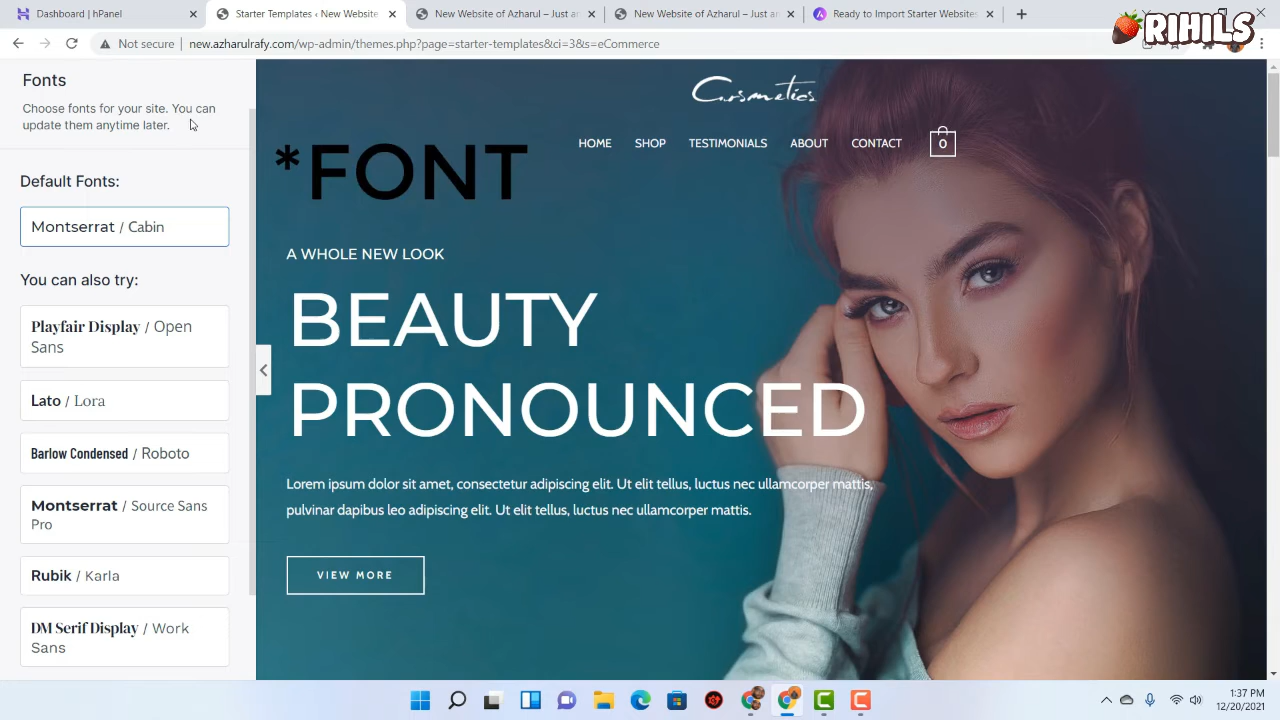 Dashboard | hPanel
Starter Templates ‹ New Websit
New Website of Azharul – Just an
New Website of Azharul – Just an
Ready to Import Starter Websites
RIHILS
Not secure
new.azharulrafy.com/wp-admin/themes.php?page=starter-templates&ci=3&s=eCommerce
Fonts
Choose fonts for your site. You can
update them anytime later.
Default Fonts:
Montserrat / Cabin
You can also try:
Playfair Display / Open
Sans
Lato / Lora
Barlow Condensed / Roboto
Montserrat / Source Sans
Pro
Rubik / Karla
DM Serif Display / Work
Sans
Cosmetics
HOME
SHOP
TESTIMONIALS
ABOUT
CONTACT
0
*FONT
A WHOLE NEW LOOK
BEAUTY
PRONOUNCED
Lorem ipsum dolor sit amet, consectetur adipiscing elit. Ut elit tellus, luctus nec ullamcorper mattis,
pulvinar dapibus leo adipiscing elit. Ut elit tellus, luctus nec ullamcorper mattis.
VIEW MORE
1:37 PM
12/20/2021